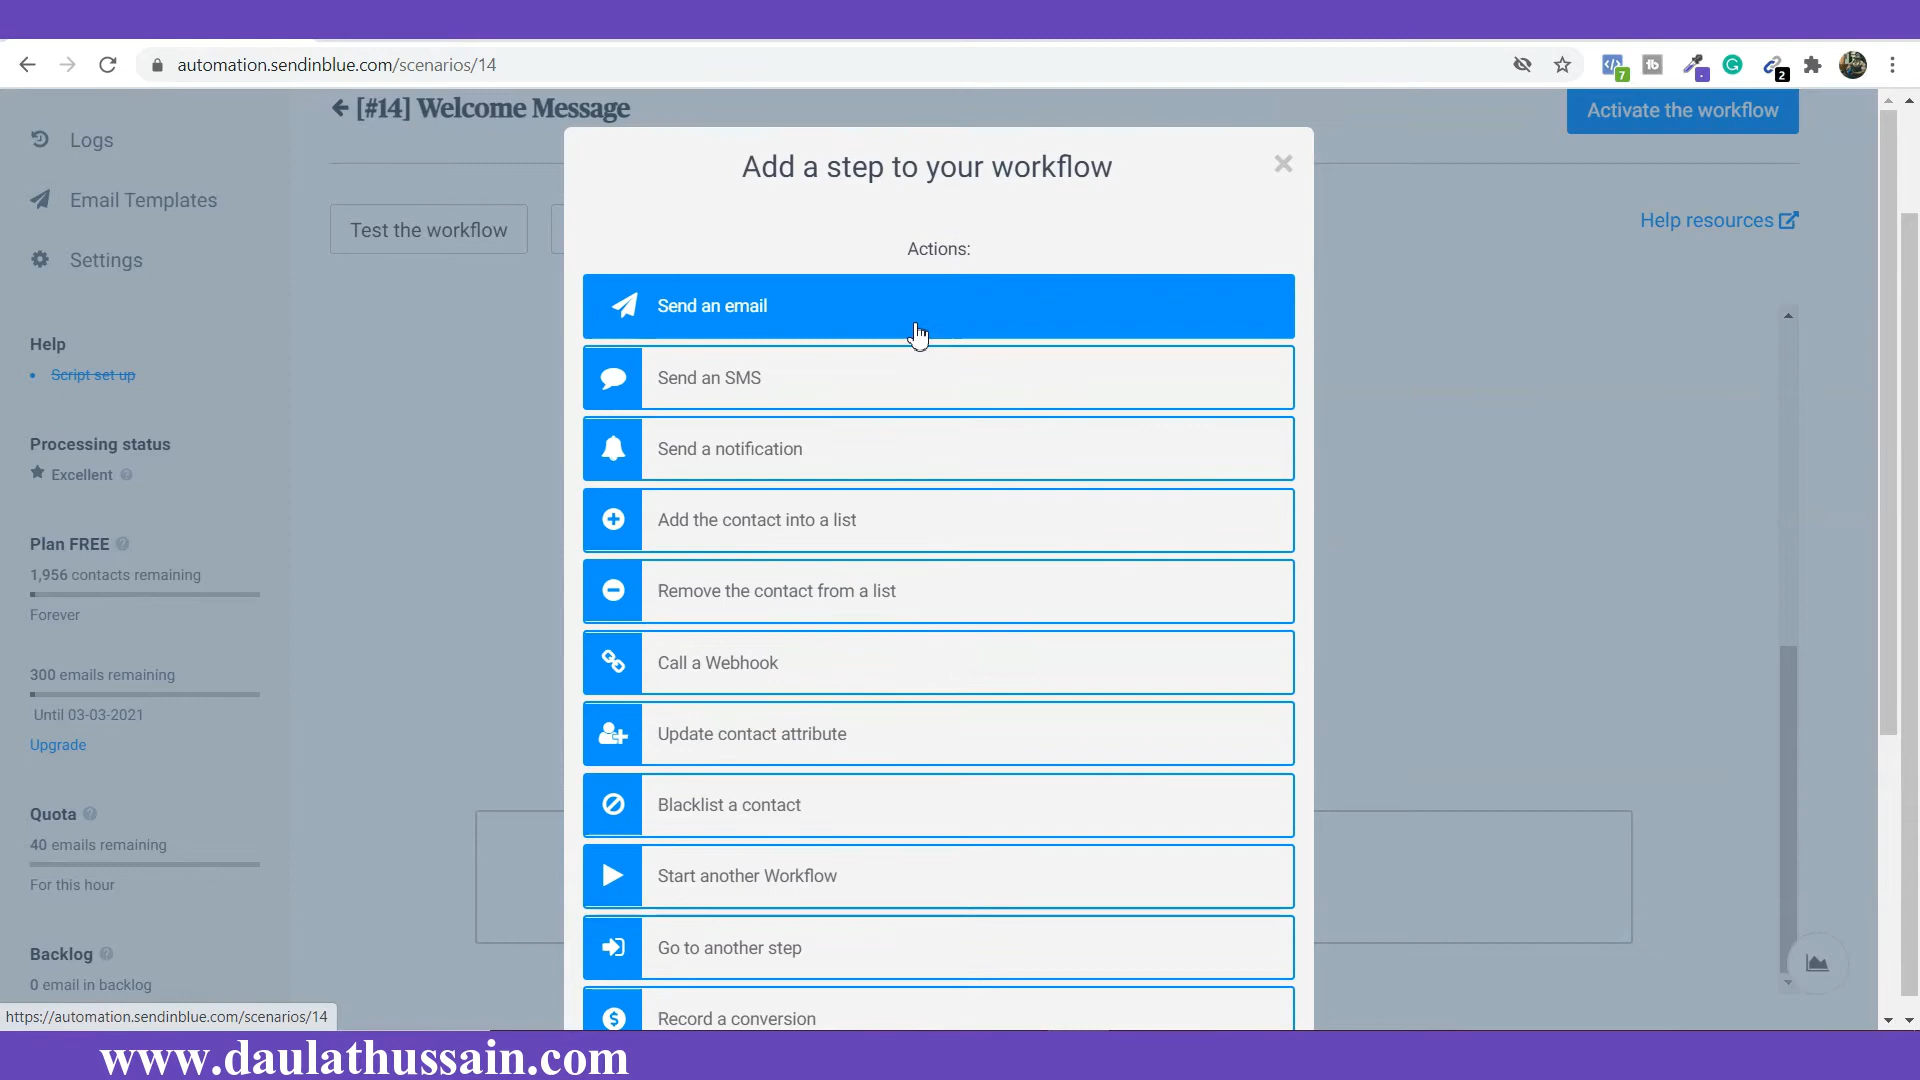 automation.sendinblue.com/scenarios/14
7
2
[#14] Welcome Message
Activate the workflow
Logs
Email Templates
Settings
Test the workflow
Help resources
Help
Script set up
Processing status
Excellent
Plan FREE
1,956 contacts remaining
Forever
300 emails remaining
Until 03-03-2021
Upgrade
Quota
40 emails remaining
For this hour
Backlog
0 email in backlog
Add a step to your workflow
Actions:
Send an email
Send an SMS
Send a notification
Add the contact into a list
Remove the contact from a list
Call a Webhook
Update contact attribute
Blacklist a contact
Start another Workflow
Go to another step
Record a conversion
https://automation.sendinblue.com/scenarios/14
www.daulathussain.com